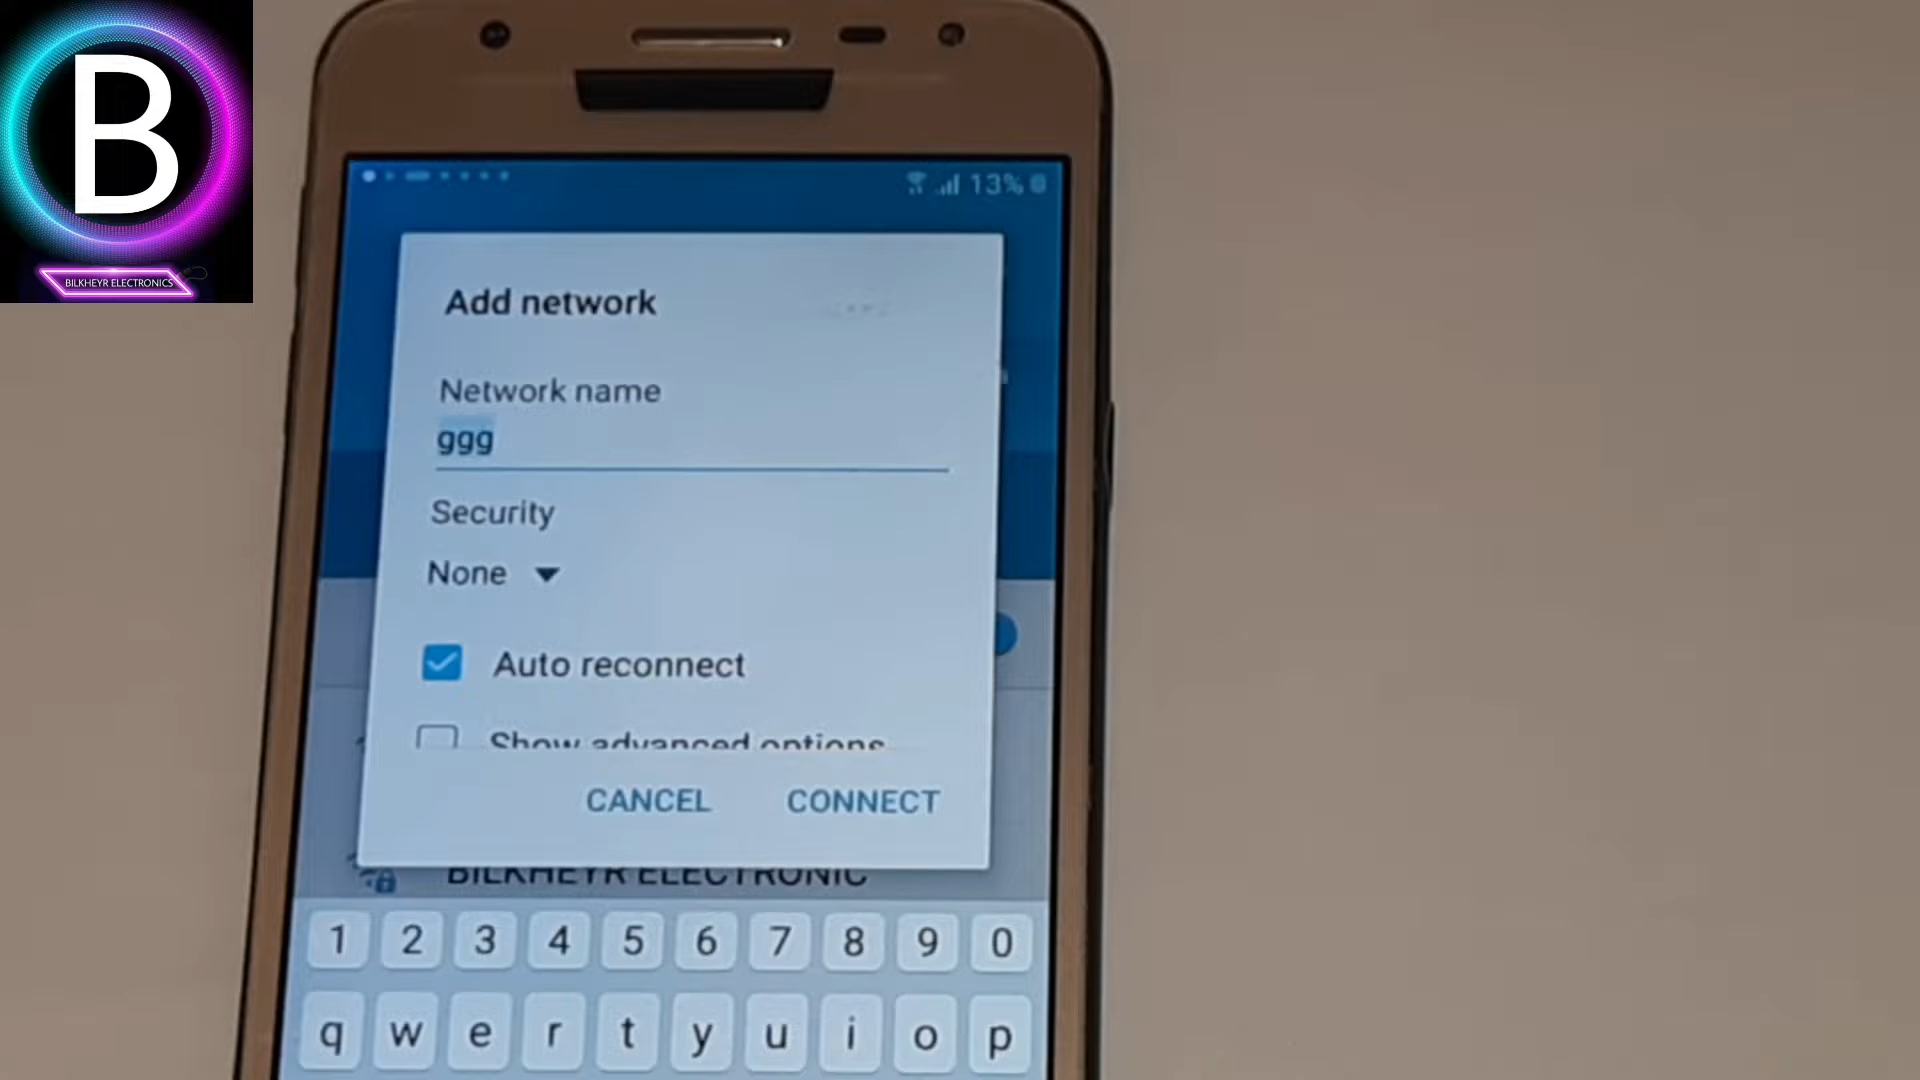 B
BILKHEYR ELECTRONICS
13%
Add network
Network name
ggg
Security
None
Auto reconnect
Show advanced options
CANCEL CONNECT
BILKHEYR ELECTRONIC
1 2 3 4 5 6 7 8 9 0
q w e r t y u i o p